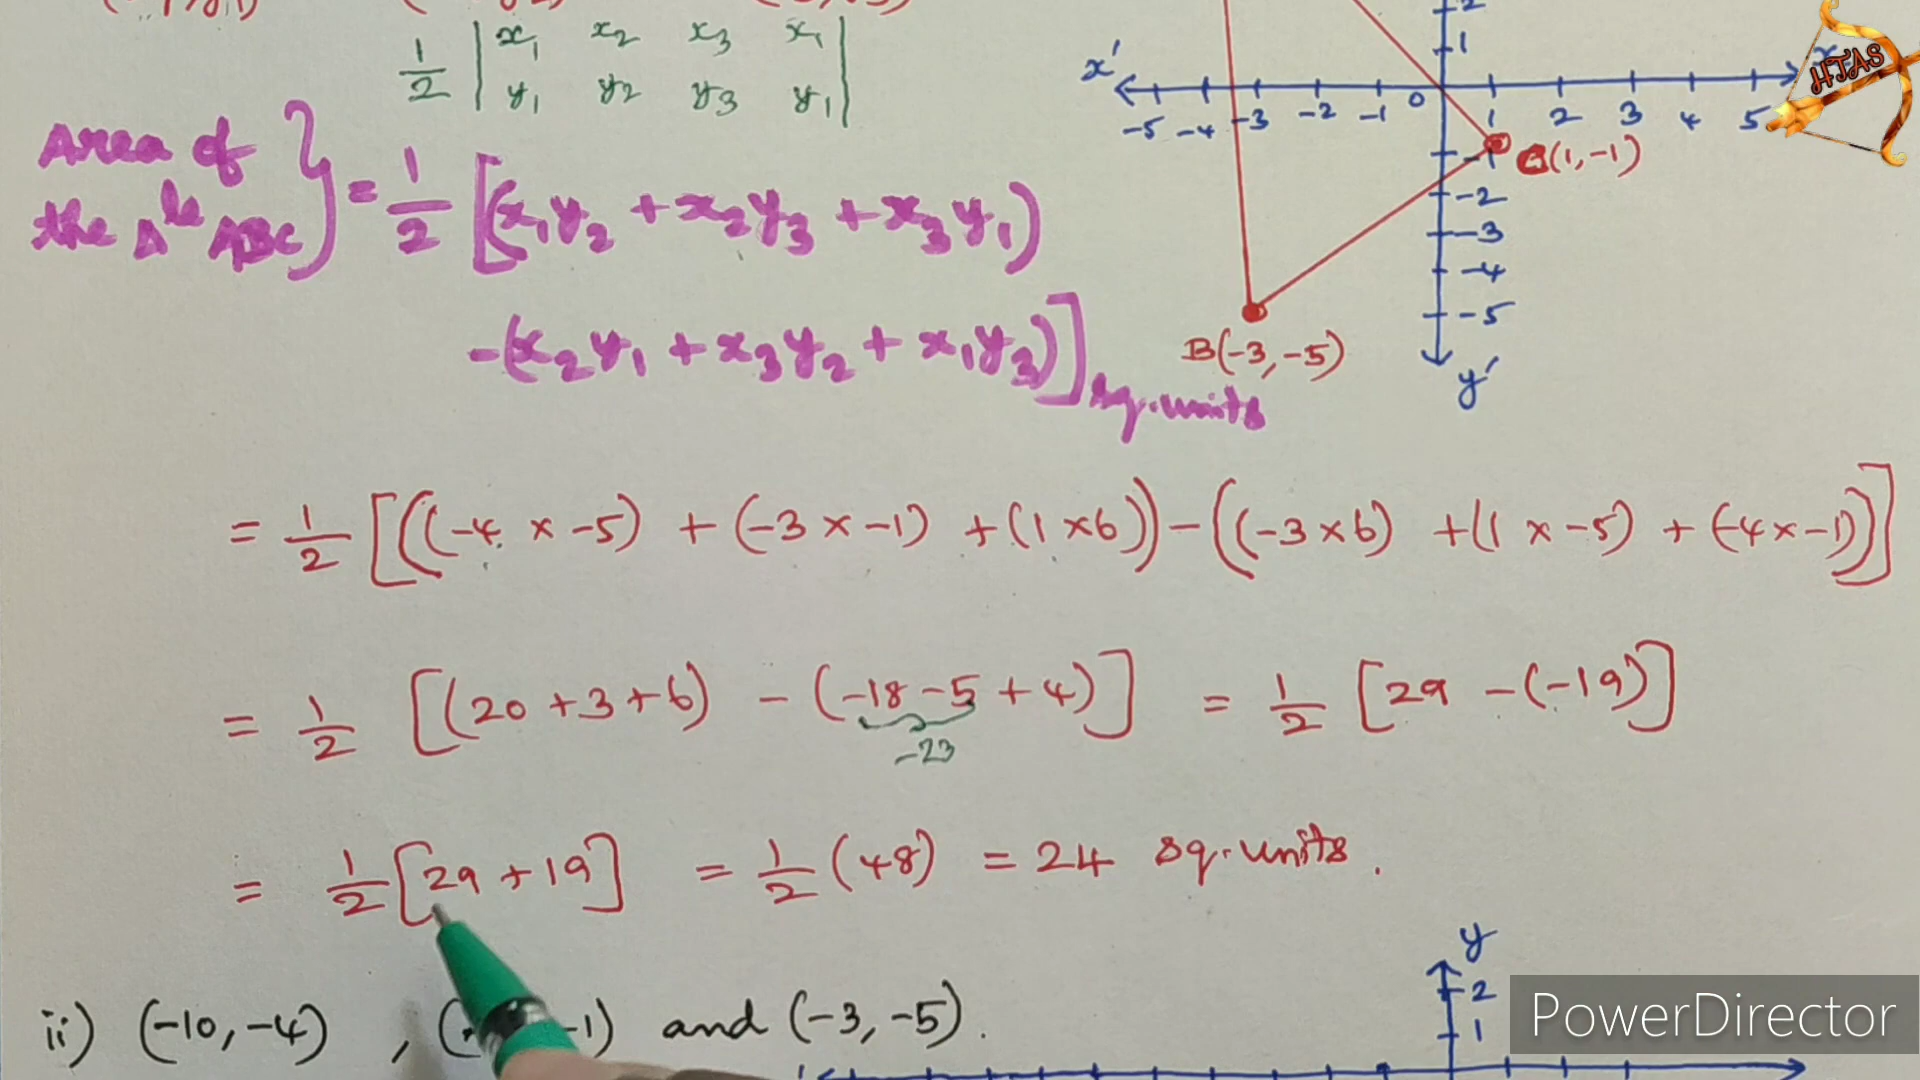 1/2 | x₁ x₂ x₃ x₁ |
| y₁ y₂ y₃ y₁ |
Area of the Δˡᵉ ABC } = 1/2 [(x₁y₂ + x₂y₃ + x₃y₁)
-(x₂y₁ + x₃y₂ + x₁y₃)] sq.units
= 1/2 [((-4 x -5) + (-3 x -1) + (1 x 6)) - ((-3 x 6) + (1 x -5) + (-4 x -1))]
= 1/2 [(20 + 3 + 6) - (-18 - 5 + 4)] = 1/2 [29 - (-19)]
-23
= 1/2 [29 + 19] = 1/2 (48) = 24 sq.units.
ii) (-10, -4) , ( -1) and (-3, -5).
2
1
x'
x
-5 -4 -3 -2 -1 0 1 2 3 4 5
-1
C(1, -1)
-2
-3
-4
-5
B(-3, -5)
y'
y
2
1
HTAS
PowerDirector